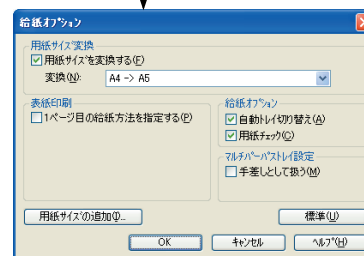 給紙オプション
用紙サイズ変換
用紙サイズを変換する(F)
変換(N): A4 -> A5
表紙印刷
1ページ目の給紙方法を指定する(P)
給紙オプション
自動トレイ切り替え(A)
用紙チェック(C)
マルチパーパストレイ設定
手差しとして扱う(M)
用紙サイズの追加(I)...
標準(U)
OK
キャンセル
ヘルプ(H)